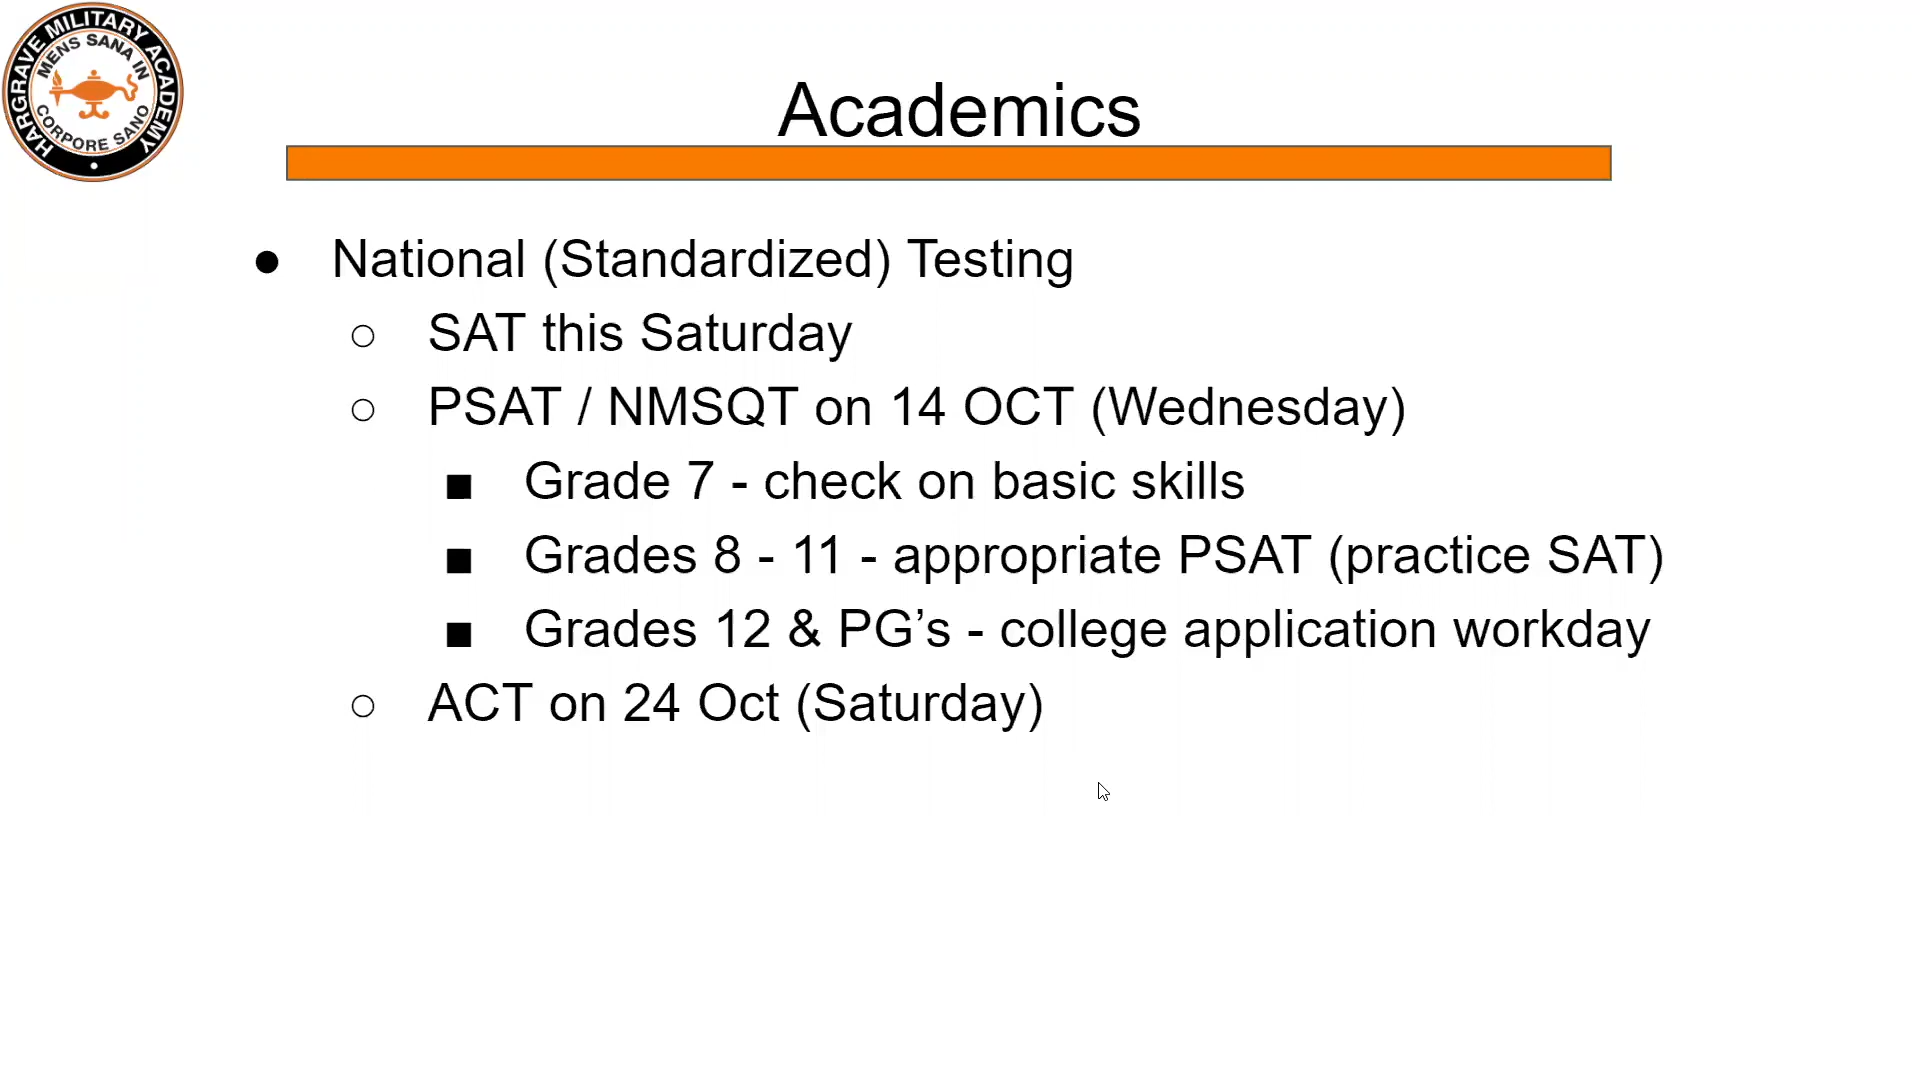 HARGRAVE MILITARY ACADEMY
MENS SANA IN
CORPORE SANO
Academics
● National (Standardized) Testing
○ SAT this Saturday
○ PSAT / NMSQT on 14 OCT (Wednesday)
■ Grade 7 - check on basic skills
■ Grades 8 - 11 - appropriate PSAT (practice SAT)
■ Grades 12 & PG’s - college application workday
○ ACT on 24 Oct (Saturday)